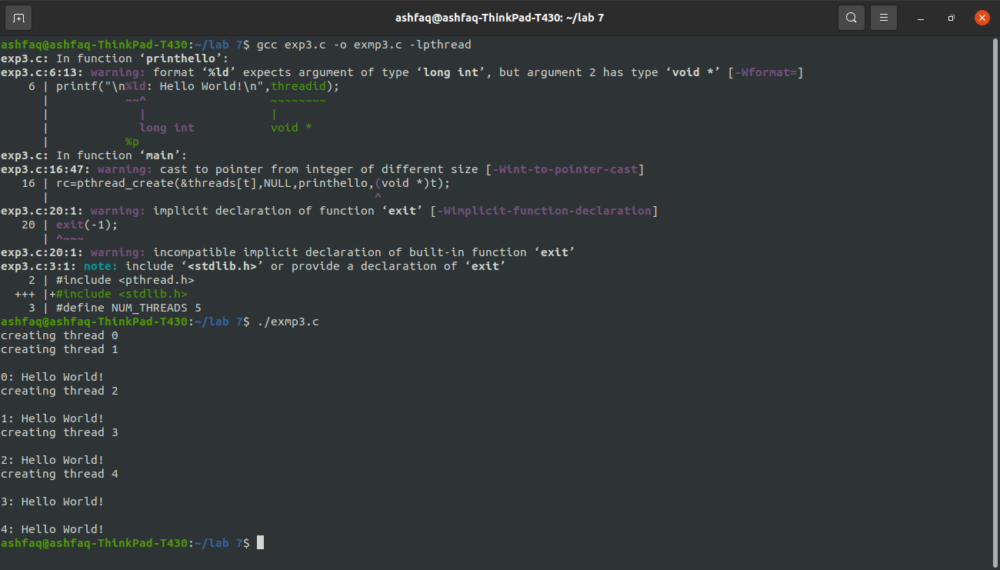 ashfaq@ashfaq-ThinkPad-T430: ~/lab 7
ashfaq@ashfaq-ThinkPad-T430:~/lab 7$ gcc exp3.c -o exmp3.c -lpthread
exp3.c: In function ‘printhello’:
exp3.c:6:13: warning: format ‘%ld’ expects argument of type ‘long int’, but argument 2 has type ‘void *’ [-Wformat=]
    6 | printf("\n%ld: Hello World!\n",threadid);
      |           ~~^                  ~~~~~~~~
      |             |                  |
      |             long int           void *
      |           %p
exp3.c: In function ‘main’:
exp3.c:16:47: warning: cast to pointer from integer of different size [-Wint-to-pointer-cast]
   16 | rc=pthread_create(&threads[t],NULL,printhello,(void *)t);
      |                                               ^
exp3.c:20:1: warning: implicit declaration of function ‘exit’ [-Wimplicit-function-declaration]
   20 | exit(-1);
      | ^~~~
exp3.c:20:1: warning: incompatible implicit declaration of built-in function ‘exit’
exp3.c:3:1: note: include ‘<stdlib.h>’ or provide a declaration of ‘exit’
    2 | #include <pthread.h>
  +++ |+#include <stdlib.h>
    3 | #define NUM_THREADS 5
ashfaq@ashfaq-ThinkPad-T430:~/lab 7$ ./exmp3.c
creating thread 0
creating thread 1

0: Hello World!
creating thread 2

1: Hello World!
creating thread 3

2: Hello World!
creating thread 4

3: Hello World!

4: Hello World!
ashfaq@ashfaq-ThinkPad-T430:~/lab 7$